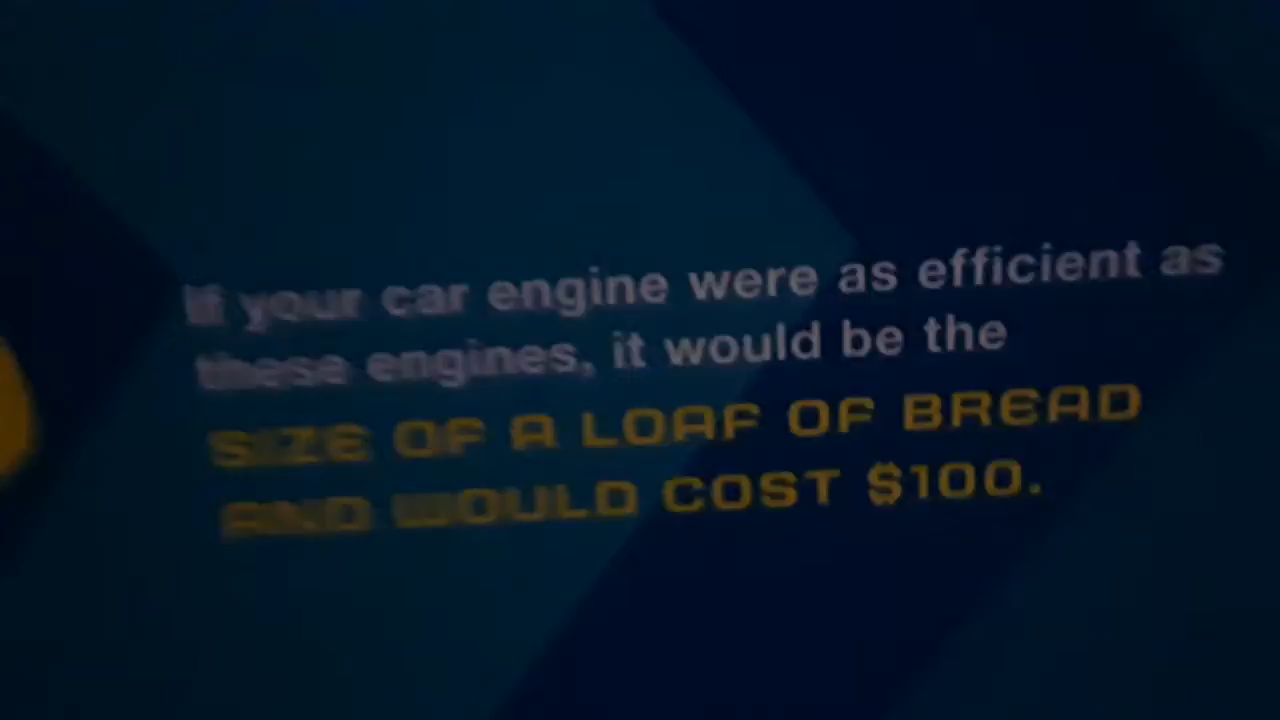 If your car engine were as efficient as
these engines, it would be the
SIZE OF A LOAF OF BREAD
AND WOULD COST $100.